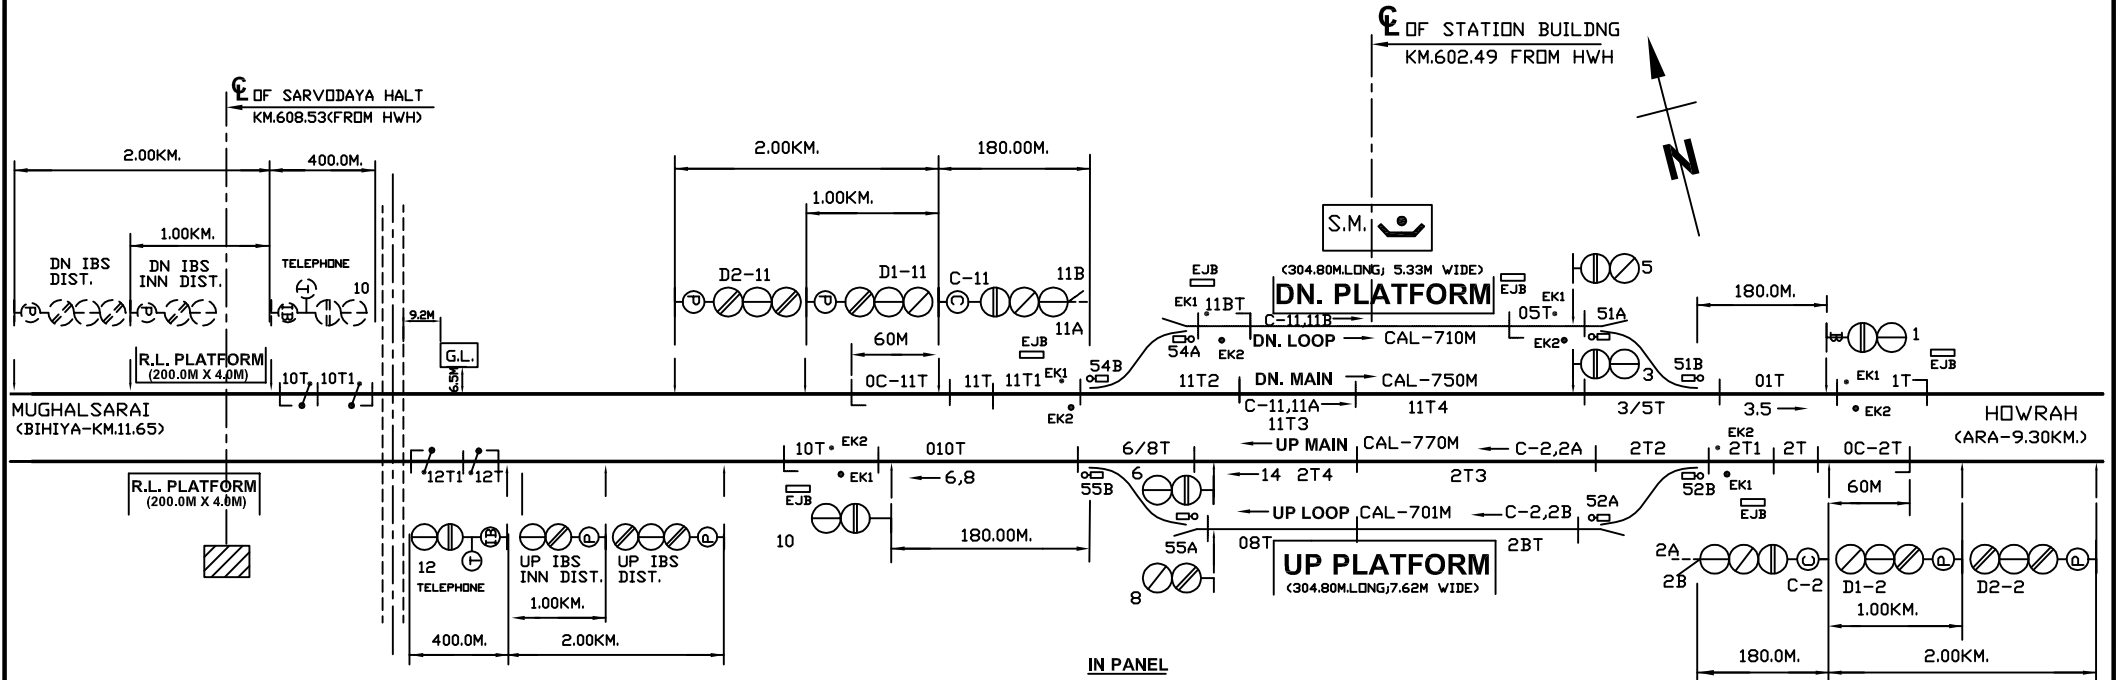 ℄ OF STATION BUILDNG
KM.602.49 FROM HWH
N
℄ OF SARVODAYA HALT
KM.608.53(FROM HWH)
2.00KM.
400.0M.
1.00KM.
DN IBS
DIST.
DN IBS
INN DIST.
TELEPHONE
10
P
P
IB
T
9.2M
G.L.
6.5M
R.L. PLATFORM
(200.0M X 4.0M)
10T
10T1
2.00KM.
180.00M.
1.00KM.
D2-11
D1-11
C-11
11B
11A
P
P
C
60M
EJB
0C-11T
11T
11T1
EK1
EK2
54B
54A
S.M.
(304.80M.LONG; 5.33M WIDE)
DN. PLATFORM
EJB
EK1
11BT
EK2
C-11,11B
DN. LOOP
CAL-710M
EJB
05T
EK1
EK2
5
51A
3
51B
180.0M.
B
1
EJB
11T2
DN. MAIN
CAL-750M
C-11,11A
11T3
11T4
3/5T
01T
3.5
EK1
1T
EK2
MUGHALSARAI
(BIHIYA-KM.11.65)
HOWRAH
(ARA-9.30KM.)
12T1
12T
10T
EK2
EK1
EJB
010T
6,8
6/8T
UP MAIN
CAL-770M
C-2,2A
14
2T4
2T3
2T2
EK2
2T1
2T
0C-2T
EK1
EJB
60M
R.L. PLATFORM
(200.0M X 4.0M)
55B
6
55A
UP LOOP
CAL-701M
C-2,2B
08T
2BT
52A
52B
UP PLATFORM
(304.80M.LONG;7.62M WIDE)
8
10
180.00M.
12
TELEPHONE
IB
T
UP IBS
INN DIST.
UP IBS
DIST.
P
P
1.00KM.
400.0M.
2.00KM.
2A
2B
C
C-2
D1-2
P
D2-2
P
1.00KM.
180.0M.
2.00KM.
IN PANEL